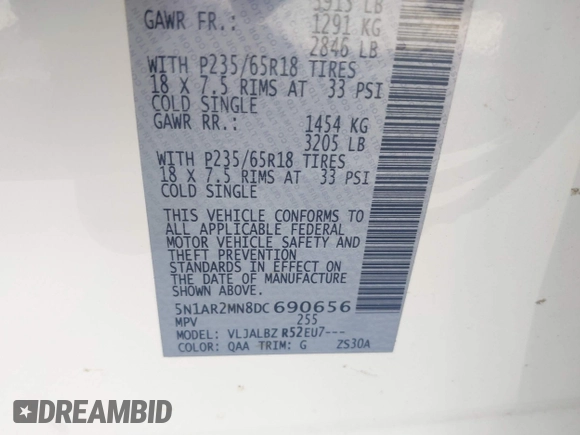 5915 LB
GAWR FR.: 1291 KG
2846 LB
WITH P235/65R18 TIRES
18 X 7.5 RIMS AT 33 PSI
COLD SINGLE
GAWR RR.: 1454 KG
3205 LB
WITH P235/65R18 TIRES
18 X 7.5 RIMS AT 33 PSI
COLD SINGLE
THIS VEHICLE CONFORMS TO
ALL APPLICABLE FEDERAL
MOTOR VEHICLE SAFETY AND
THEFT PREVENTION
STANDARDS IN EFFECT ON
THE DATE OF MANUFACTURE
SHOWN ABOVE.
5N1AR2MN8DC690656
MPV 255
MODEL: VLJALBZ R52EU7---
COLOR: QAA TRIM: G ZS30A
DREAMBID